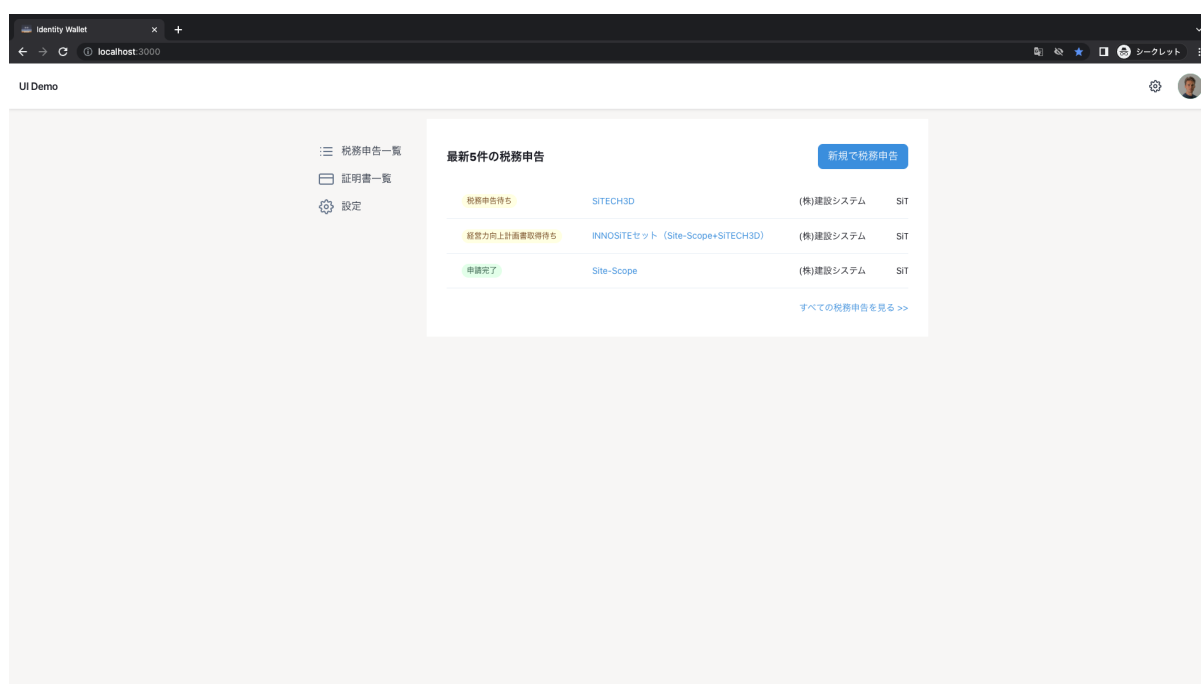 Identity Wallet
localhost:3000
シークレット
UI Demo
税務申告一覧
証明書一覧
設定
最新5件の税務申告
新規で税務申告
税務申告待ち SiTECH3D (株)建設システム SiT
経営力向上計画書取得待ち INNOSiTEセット（Site-Scope+SiTECH3D） (株)建設システム SiT
申請完了 Site-Scope (株)建設システム SiT
すべての税務申告を見る >>